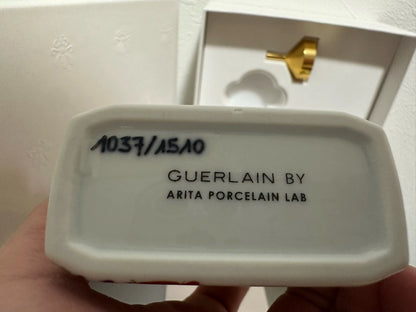 1037/1510
GUERLAIN BY
ARITA PORCELAIN LAB